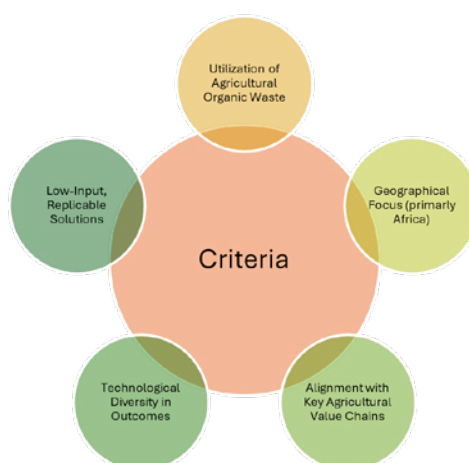 Utilization of
Agricultural
Organic Waste
Low-Input,
Replicable
Solutions
Geographical
Focus (primarly
Africa)
Criteria
Technological
Diversity in
Outcomes
Alignment with
Key Agricultural
Value Chains